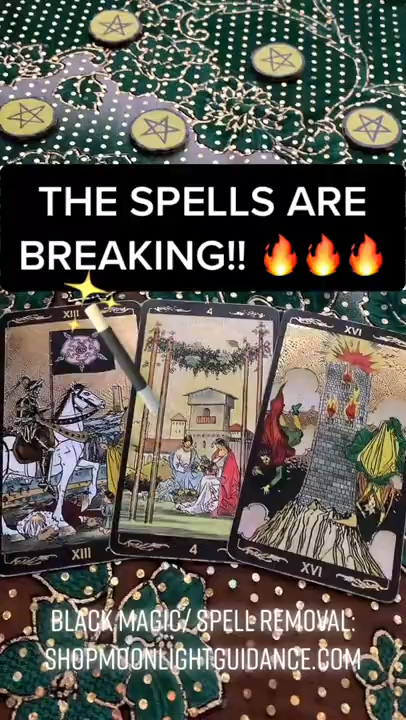 THE SPELLS ARE
BREAKING!! 🔥🔥🔥
XIII
4
XVI
XIII
4
XVI
BLACK MAGIC/ SPELL REMOVAL:
SHOPMOONLIGHTGUIDANCE.COM